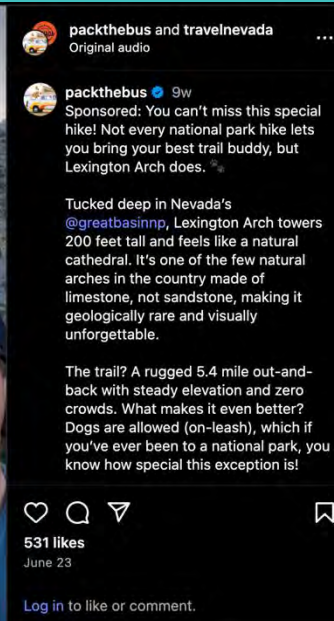 packthebus and travelnevada
Original audio
packthebus 9w
Sponsored: You can't miss this special
hike! Not every national park hike lets
you bring your best trail buddy, but
Lexington Arch does. 🐾
Tucked deep in Nevada's
@greatbasinnp, Lexington Arch towers
200 feet tall and feels like a natural
cathedral. It's one of the few natural
arches in the country made of
limestone, not sandstone, making it
geologically rare and visually
unforgettable.
The trail? A rugged 5.4 mile out-and-
back with steady elevation and zero
crowds. What makes it even better?
Dogs are allowed (on-leash), which if
you've ever been to a national park, you
know how special this exception is!
531 likes
June 23
Log in to like or comment.